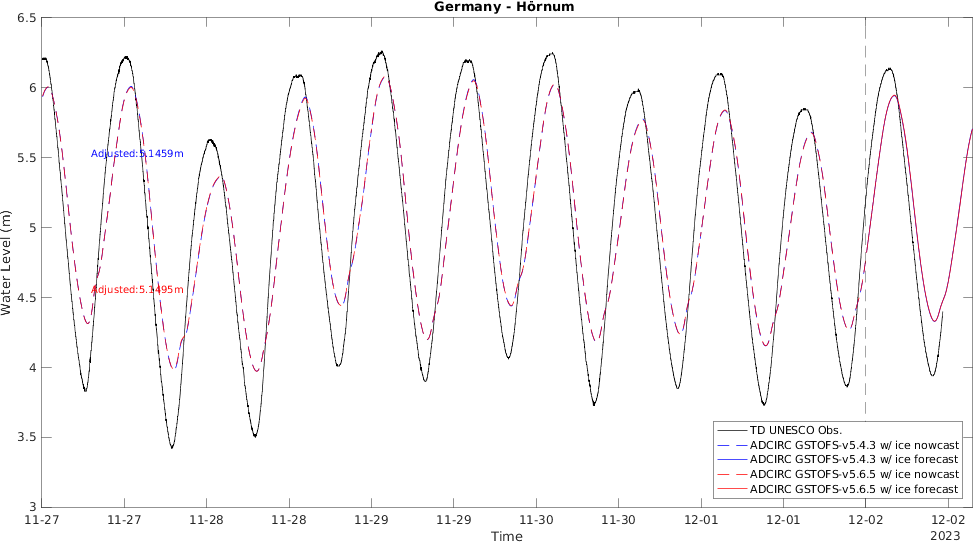 Germany - Hörnum
6.5
6
5.5
5
4.5
4
3.5
3
Water Level (m)
Adjusted:5.1459m
Adjusted:5.1495m
TD UNESCO Obs.
ADCIRC GSTOFS-v5.4.3 w/ ice nowcast
ADCIRC GSTOFS-v5.4.3 w/ ice forecast
ADCIRC GSTOFS-v5.6.5 w/ ice nowcast
ADCIRC GSTOFS-v5.6.5 w/ ice forecast
11-27 11-27 11-28 11-28 11-29 11-29 11-30 11-30 12-01 12-01 12-02 12-02
2023
Time